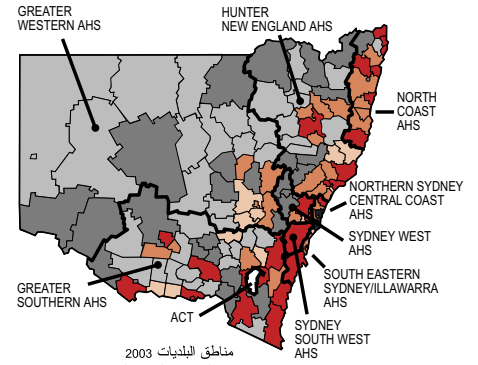 GREATER
WESTERN AHS
HUNTER
NEW ENGLAND AHS
NORTH
COAST
AHS
NORTHERN SYDNEY
CENTRAL COAST
AHS
SYDNEY WEST
AHS
SOUTH EASTERN
SYDNEY/ILLAWARRA
AHS
GREATER
SOUTHERN AHS
ACT
SYDNEY
SOUTH WEST
AHS
مناطق البلديات 2003